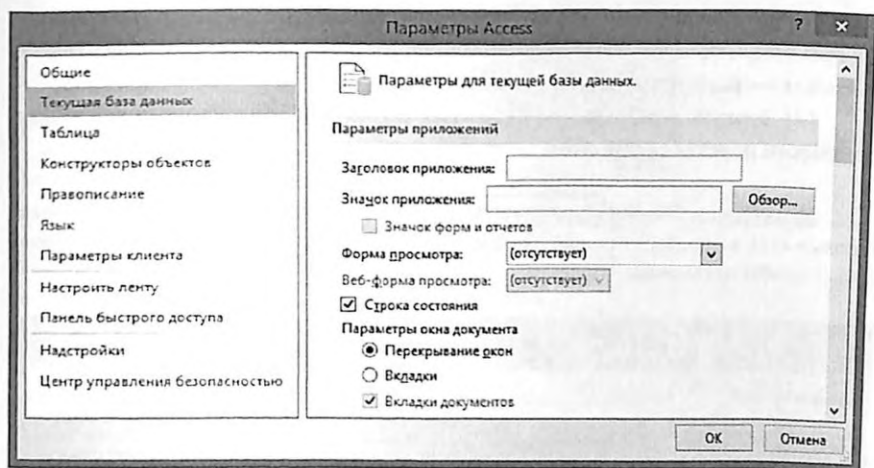 Параметры Access
?
Общие
Текущая база данных
Таблица
Конструкторы объектов
Правописание
Язык
Параметры клиента
Настроить ленту
Панель быстрого доступа
Надстройки
Центр управления безопасностью
Параметры для текущей базы данных.
Параметры приложений
Заголовок приложения:
Значок приложения:
Обзор...
Значок форм и отчетов
Форма просмотра:
(отсутствует)
Веб-форма просмотра:
(отсутствует)
Строка состояния
Параметры окна документа
Перекрывание окон
Вкладки
Вкладки документов
ОК
Отмена